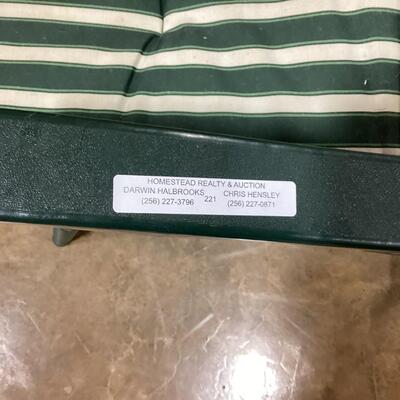 HOMESTEAD REALTY & AUCTION
DARWIN HALBROOKS 221 CHRIS HENSLEY
(256) 227-3796 (256) 227-0871